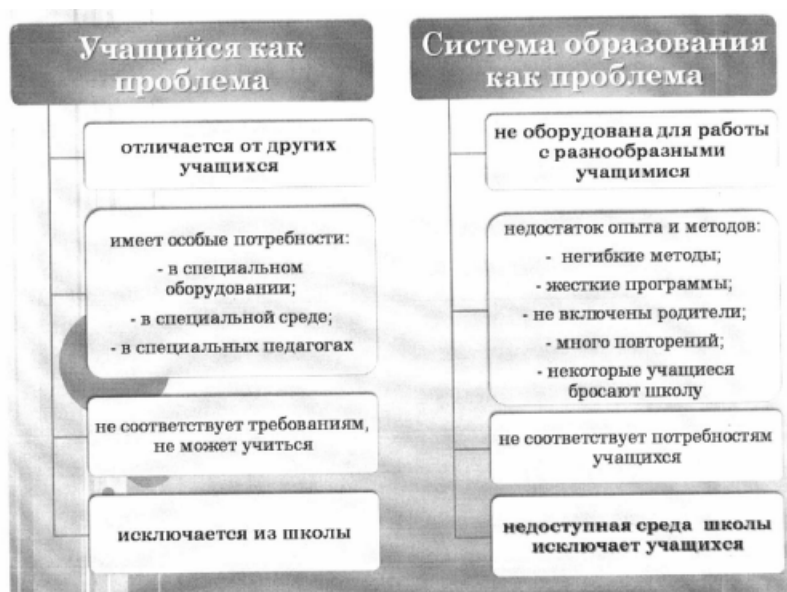 Учащийся как
проблема
отличается от других
учащихся
имеет особые потребности:
- в специальном
оборудовании;
- в специальной среде;
- в специальных педагогах
не соответствует требованиям,
не может учиться
исключается из школы
Система образования
как проблема
не оборудована для работы
с разнообразными
учащимися
недостаток опыта и методов:
- негибкие методы;
- жесткие программы;
- не включены родители;
- много повторений;
- некоторые учащиеся
бросают школу
не соответствует потребностям
учащихся
недоступная среда школы
исключает учащихся